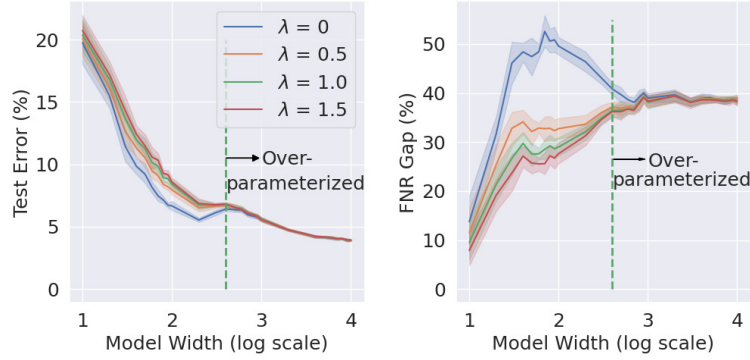 20
15
10
5
0
Test Error (%)
λ = 0
λ = 0.5
λ = 1.0
λ = 1.5
Over-
parameterized
1
2
3
4
Model Width (log scale)
50
40
30
20
10
0
FNR Gap (%)
Over-
parameterized
1
2
3
4
Model Width (log scale)